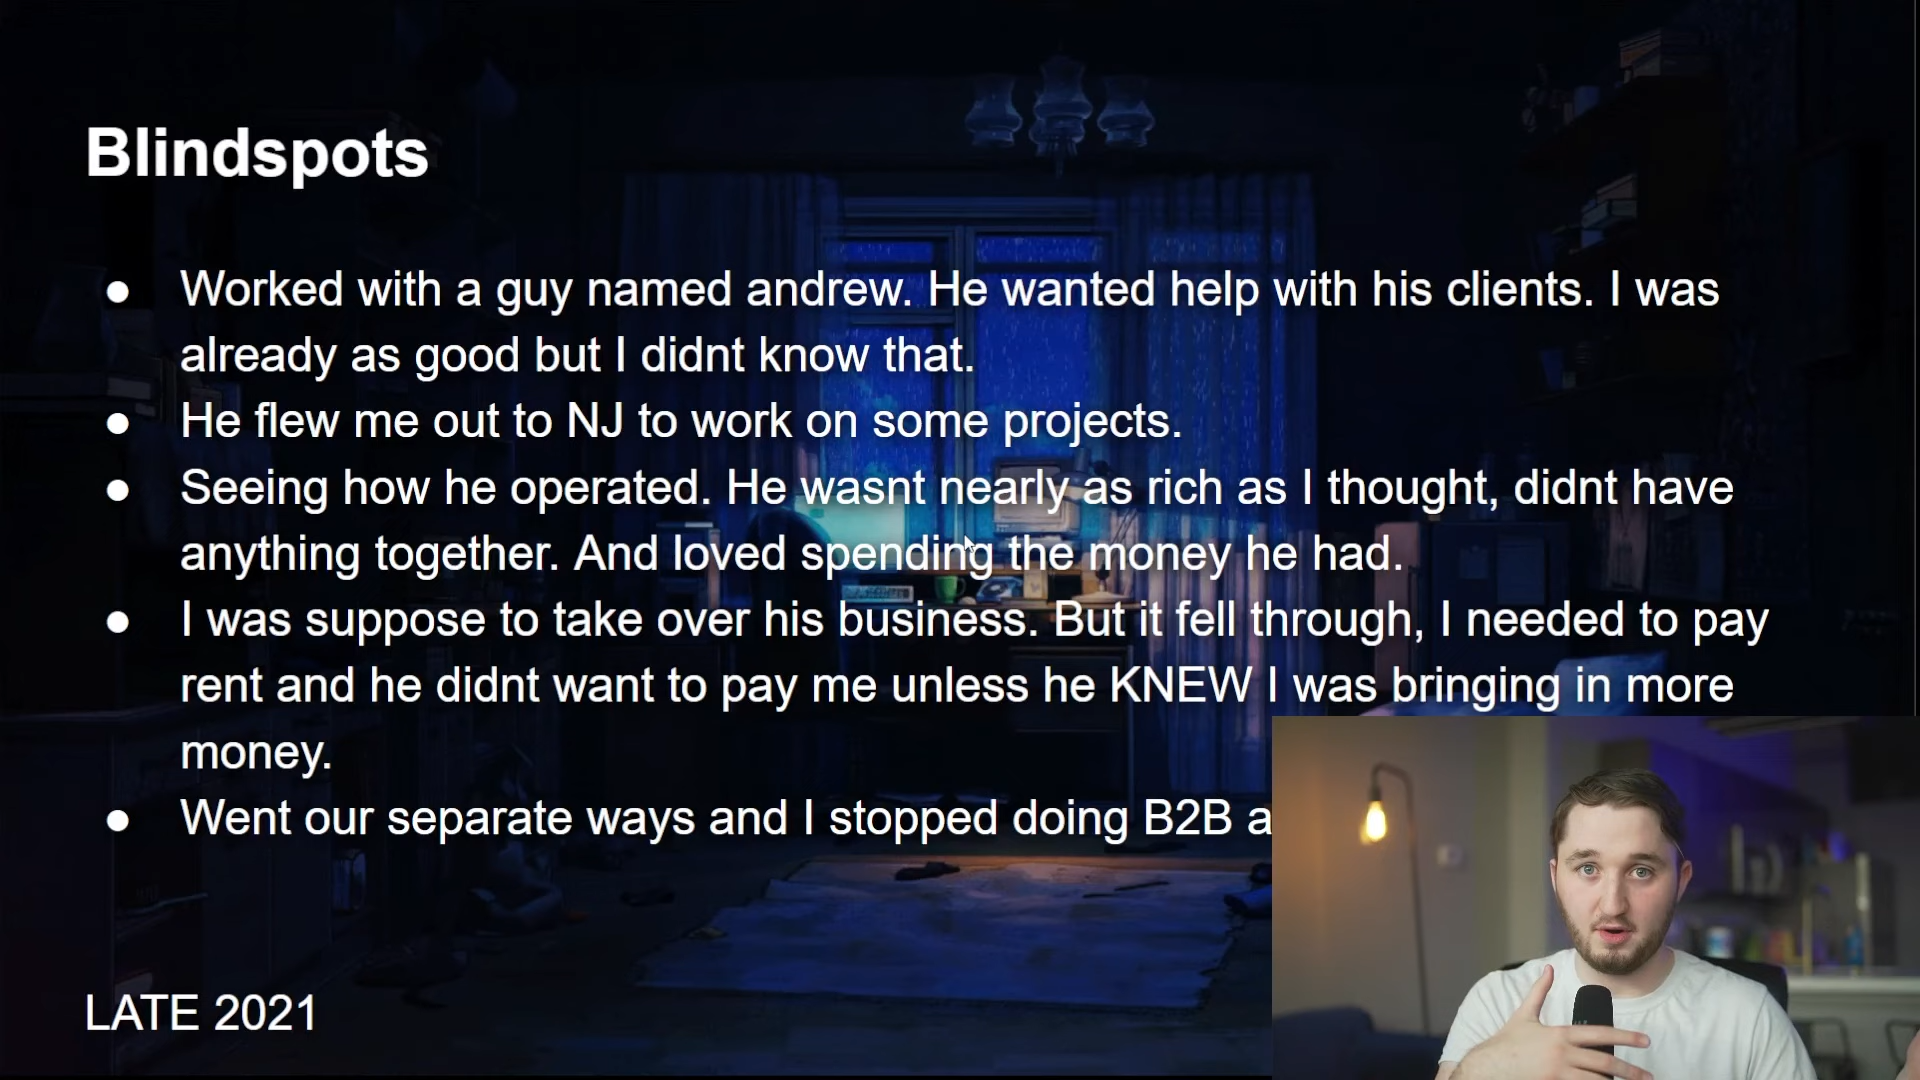 Blindspots
● Worked with a guy named andrew. He wanted help with his clients. I was
already as good but I didnt know that.
● He flew me out to NJ to work on some projects.
● Seeing how he operated. He wasnt nearly as rich as I thought, didnt have
anything together. And loved spending the money he had.
● I was suppose to take over his business. But it fell through, I needed to pay
rent and he didnt want to pay me unless he KNEW I was bringing in more
money.
● Went our separate ways and I stopped doing B2B
LATE 2021